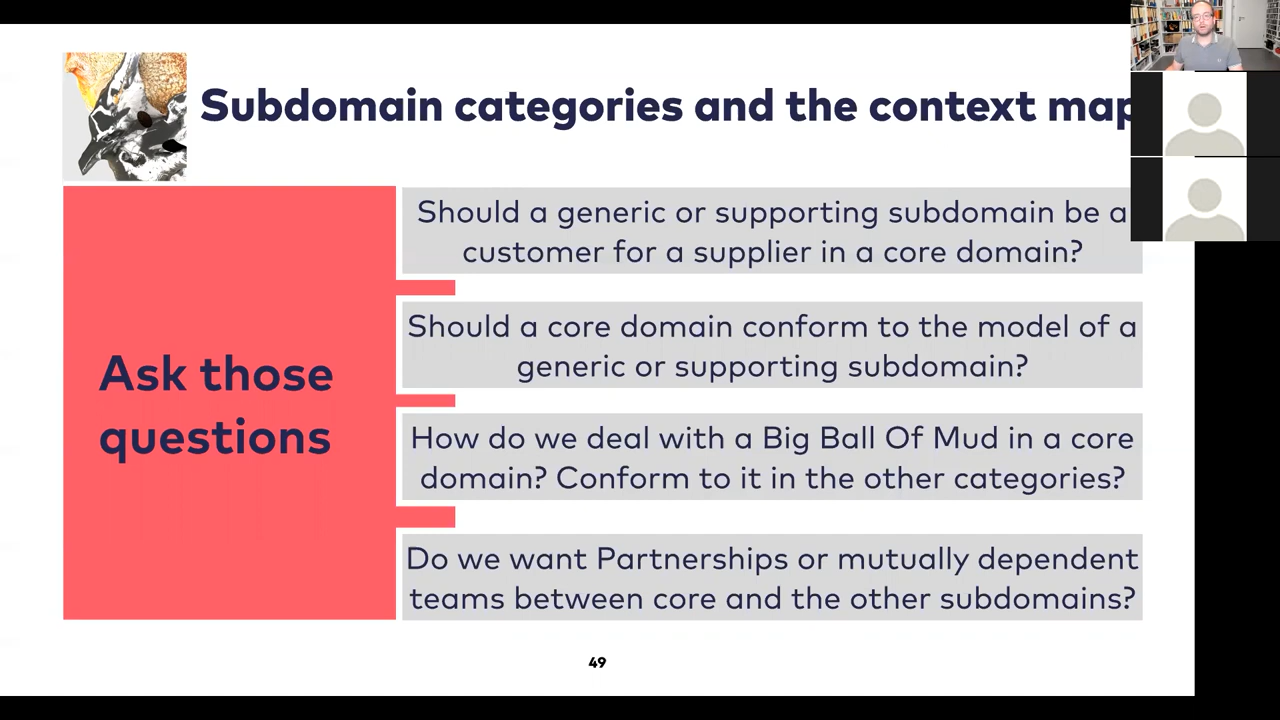 Subdomain categories and the context map
Should a generic or supporting subdomain be a
customer for a supplier in a core domain?
Ask those
questions
Should a core domain conform to the model of a
generic or supporting subdomain?
How do we deal with a Big Ball Of Mud in a core
domain? Conform to it in the other categories?
Do we want Partnerships or mutually dependent
teams between core and the other subdomains?
49